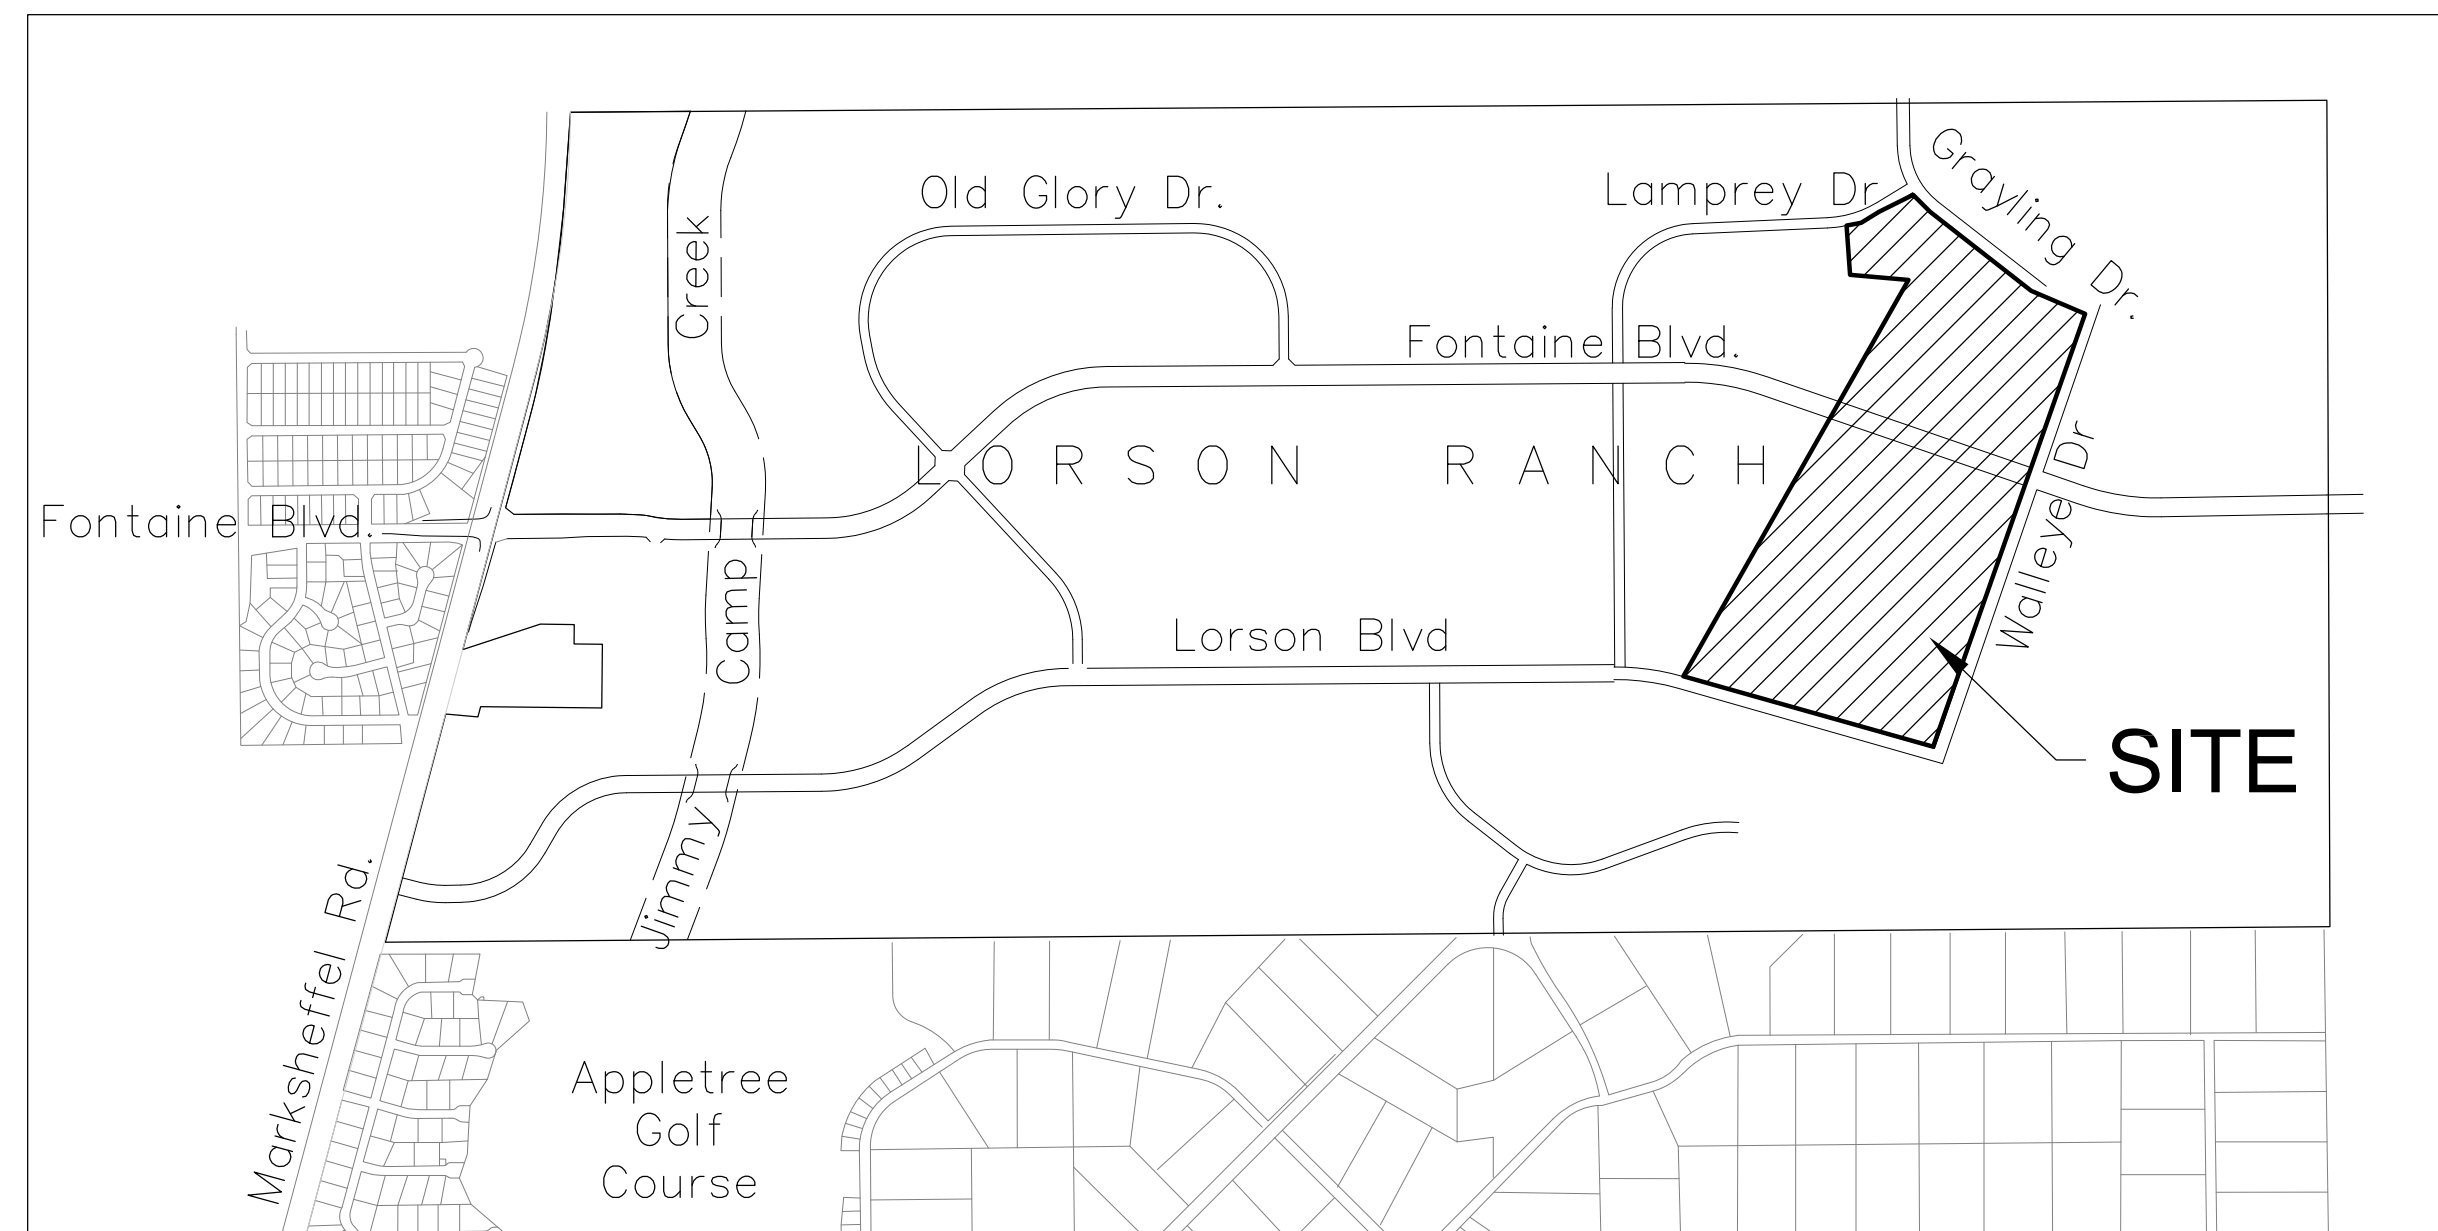 Old Glory Dr.
Lamprey Dr
Grayling Dr.
Fontaine Blvd.
LORSON RANCH
Fontaine Blvd.
Walleye Dr
Lorson Blvd
SITE
Jimmy Camp Creek
Marksheffel Rd.
Appletree
Golf
Course